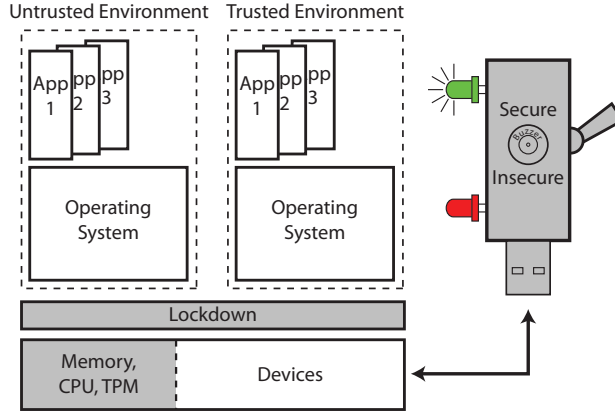 Untrusted Environment
Trusted Environment
App
1
pp
2
pp
3
App
1
pp
2
pp
3
Operating
System
Operating
System
Secure
Buzzer
Insecure
Lockdown
Memory,
CPU, TPM
Devices